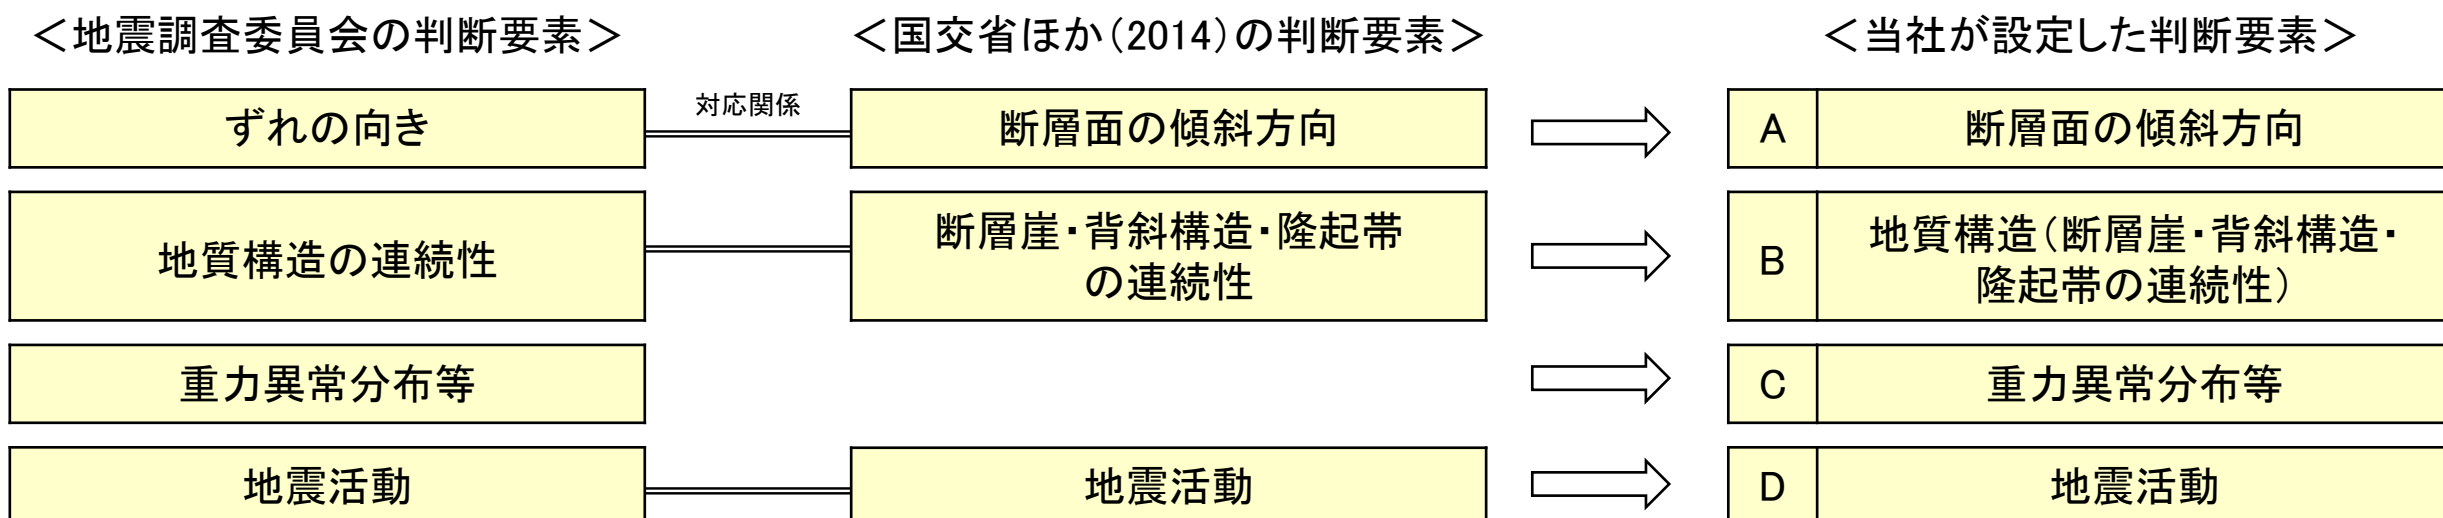 ＜地震調査委員会の判断要素＞
＜国交省ほか（2014）の判断要素＞
＜当社が設定した判断要素＞
ずれの向き
対応関係
断層面の傾斜方向
A
断層面の傾斜方向
地質構造の連続性
断層崖・背斜構造・隆起帯
の連続性
B
地質構造（断層崖・背斜構造・
隆起帯の連続性）
重力異常分布等
C
重力異常分布等
地震活動
地震活動
D
地震活動